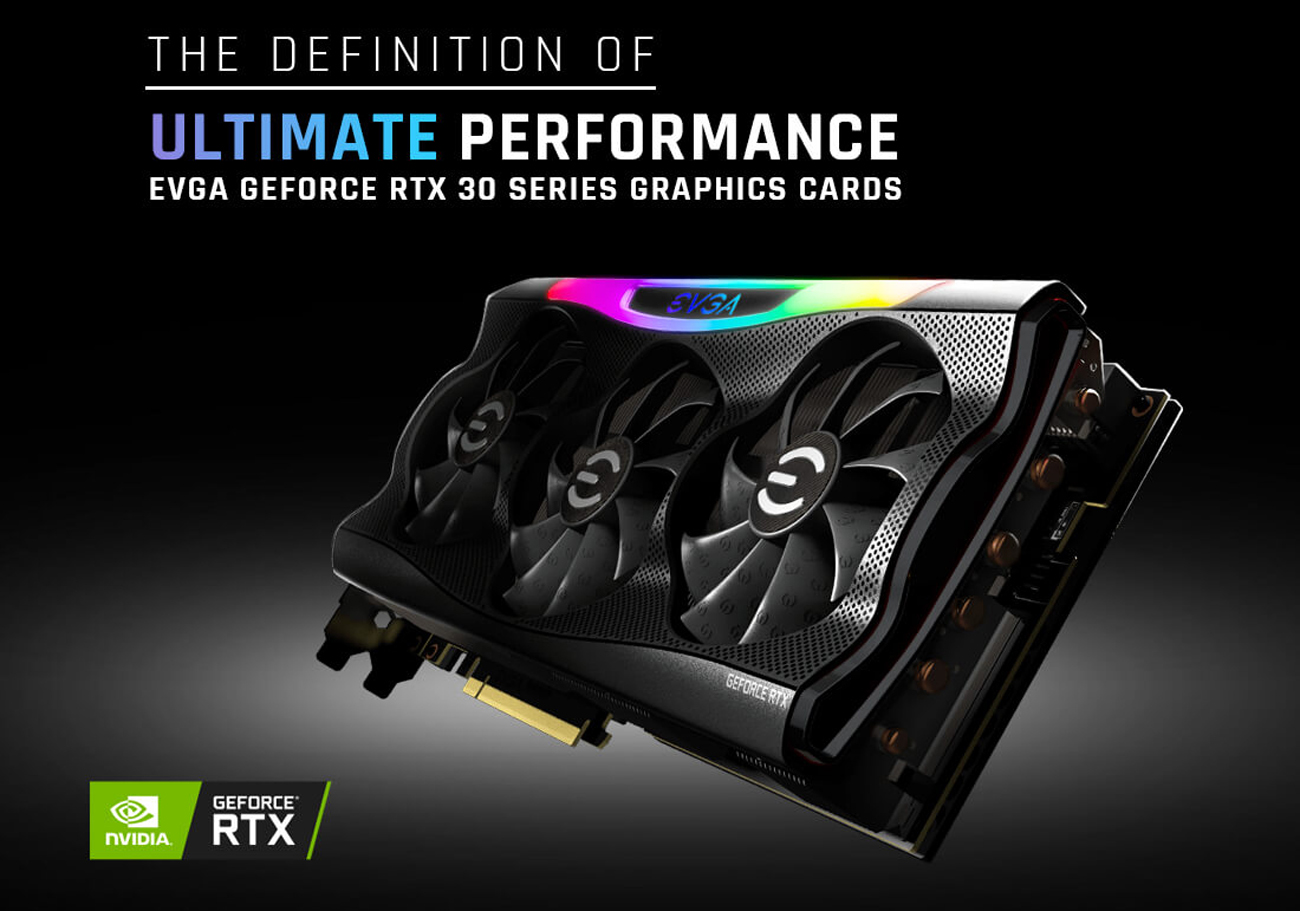 THE DEFINITION OF
ULTIMATE PERFORMANCE
EVGA GEFORCE RTX 30 SERIES GRAPHICS CARDS
EVGA
GEFORCE RTX
NVIDIA.
GEFORCE®
RTX